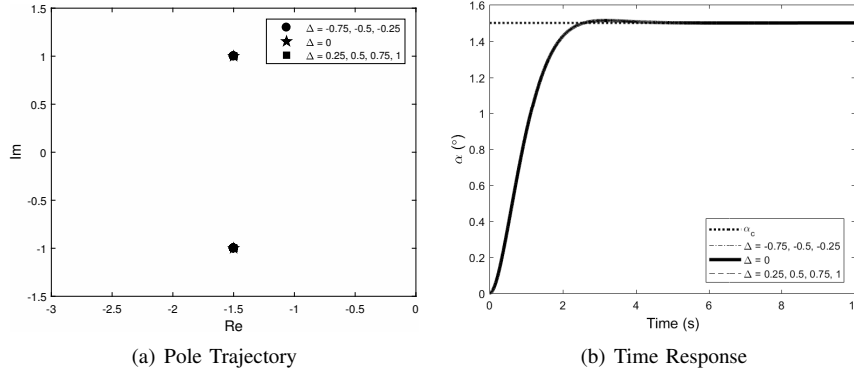 1.5
1
0.5
0
-0.5
-1
-1.5
Im
-3
-2.5
-2
-1.5
-1
-0.5
0
Re
Δ = -0.75, -0.5, -0.25
Δ = 0
Δ = 0.25, 0.5, 0.75, 1
(a) Pole Trajectory
1.6
1.4
1.2
1
0.8
0.6
0.4
0.2
0
α (°)
0
2
4
6
8
Time (s)
α_c
Δ = -0.75, -0.5, -0.25
Δ = 0
Δ = 0.25, 0.5, 0.75, 1
(b) Time Response